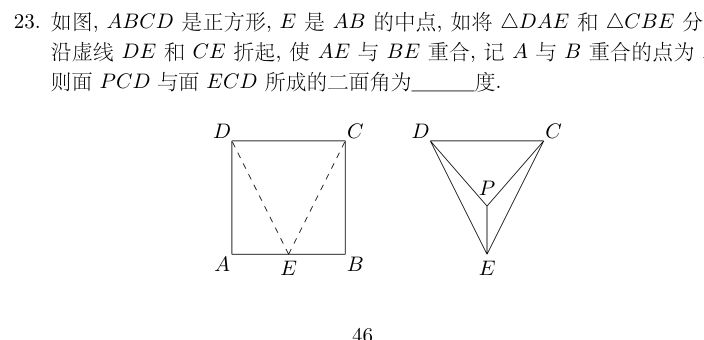 23. 如图, ABCD 是正方形, E 是 AB 的中点, 如将 △DAE 和 △CBE 分
沿虚线 DE 和 CE 折起, 使 AE 与 BE 重合, 记 A 与 B 重合的点为
则面 PCD 与面 ECD 所成的二面角为______度.
D C D C
P
A E B E
46